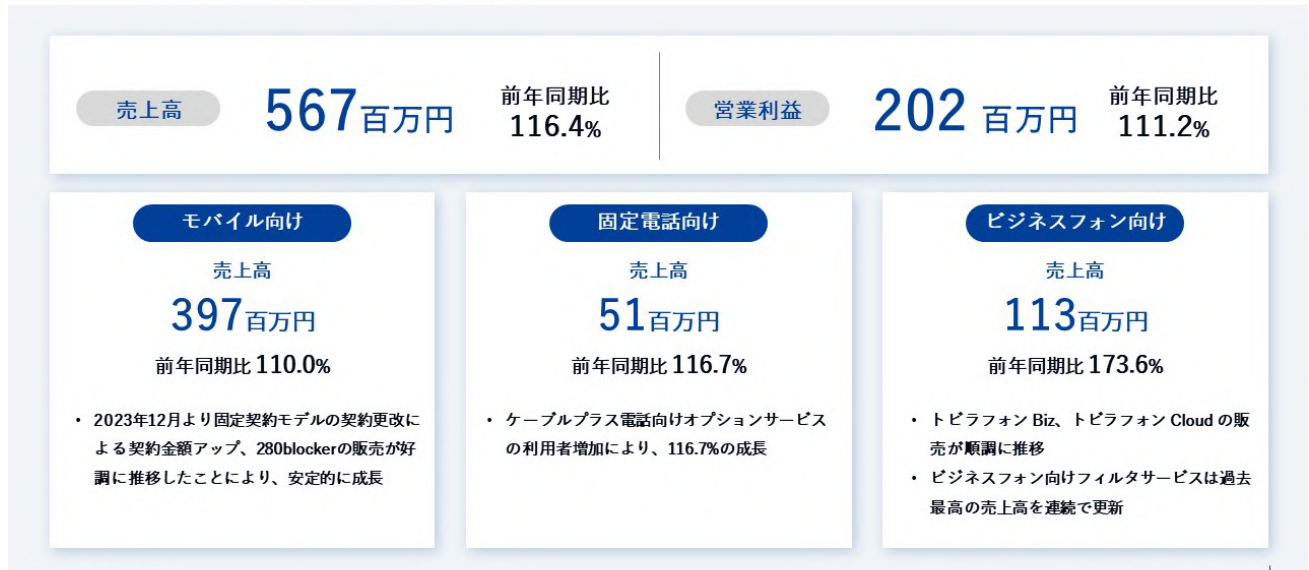 売上高 567百万円 前年同期比 116.4% 営業利益 202 百万円 前年同期比 111.2%
モバイル向け
売上高
397百万円
前年同期比 110.0%
・ 2023年12月より固定契約モデルの契約更改に
よる契約金額アップ、280blockerの販売が好
調に推移したことにより、安定的に成長
固定電話向け
売上高
51百万円
前年同期比 116.7%
・ ケーブルプラス電話向けオプションサービス
の利用者増加により、116.7%の成長
ビジネスフォン向け
売上高
113百万円
前年同期比 173.6%
・ トビラフォン Biz、トビラフォン Cloud の販
売が順調に推移
・ ビジネスフォン向けフィルタサービスは過去
最高の売上高を連続で更新